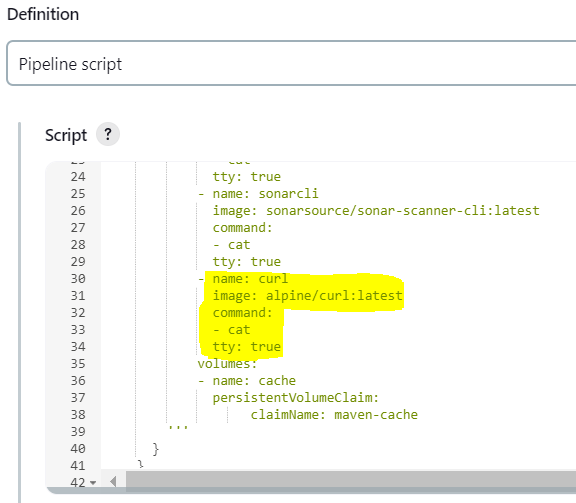 Definition
Pipeline script
Script ?
24 tty: true
25 - name: sonarcli
26 image: sonarsource/sonar-scanner-cli:latest
27 command:
28 - cat
29 tty: true
30 - name: curl
31 image: alpine/curl:latest
32 command:
33 - cat
34 tty: true
35 volumes:
36 - name: cache
37 persistentVolumeClaim:
38 claimName: maven-cache
39 '''
40 }
41 }
42